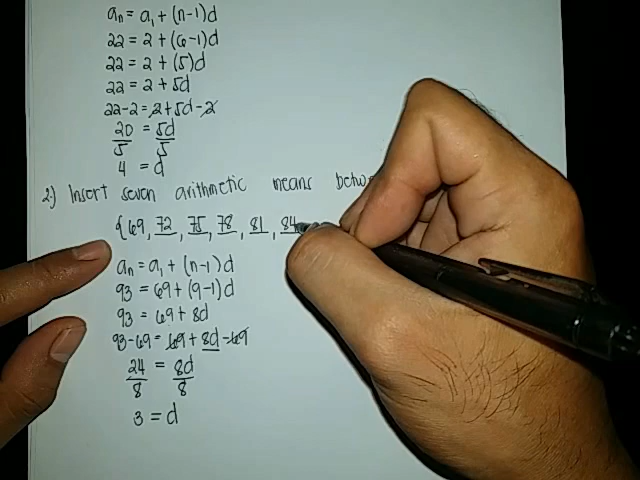 an = a1 + (n-1)d
22 = 2 + (6-1)d
22 = 2 + (5)d
22 = 2 + 5d
22-2 = 2 + 5d - 2
20/5 = 5d/5
4 = d
2.) Insert seven arithmetic means
{69, 72, 75, 78, 81, 84
an = a1 + (n-1)d
93 = 69 + (9-1)d
93 = 69 + 8d
93-69 = 69 + 8d - 69
24/8 = 8d/8
3 = d